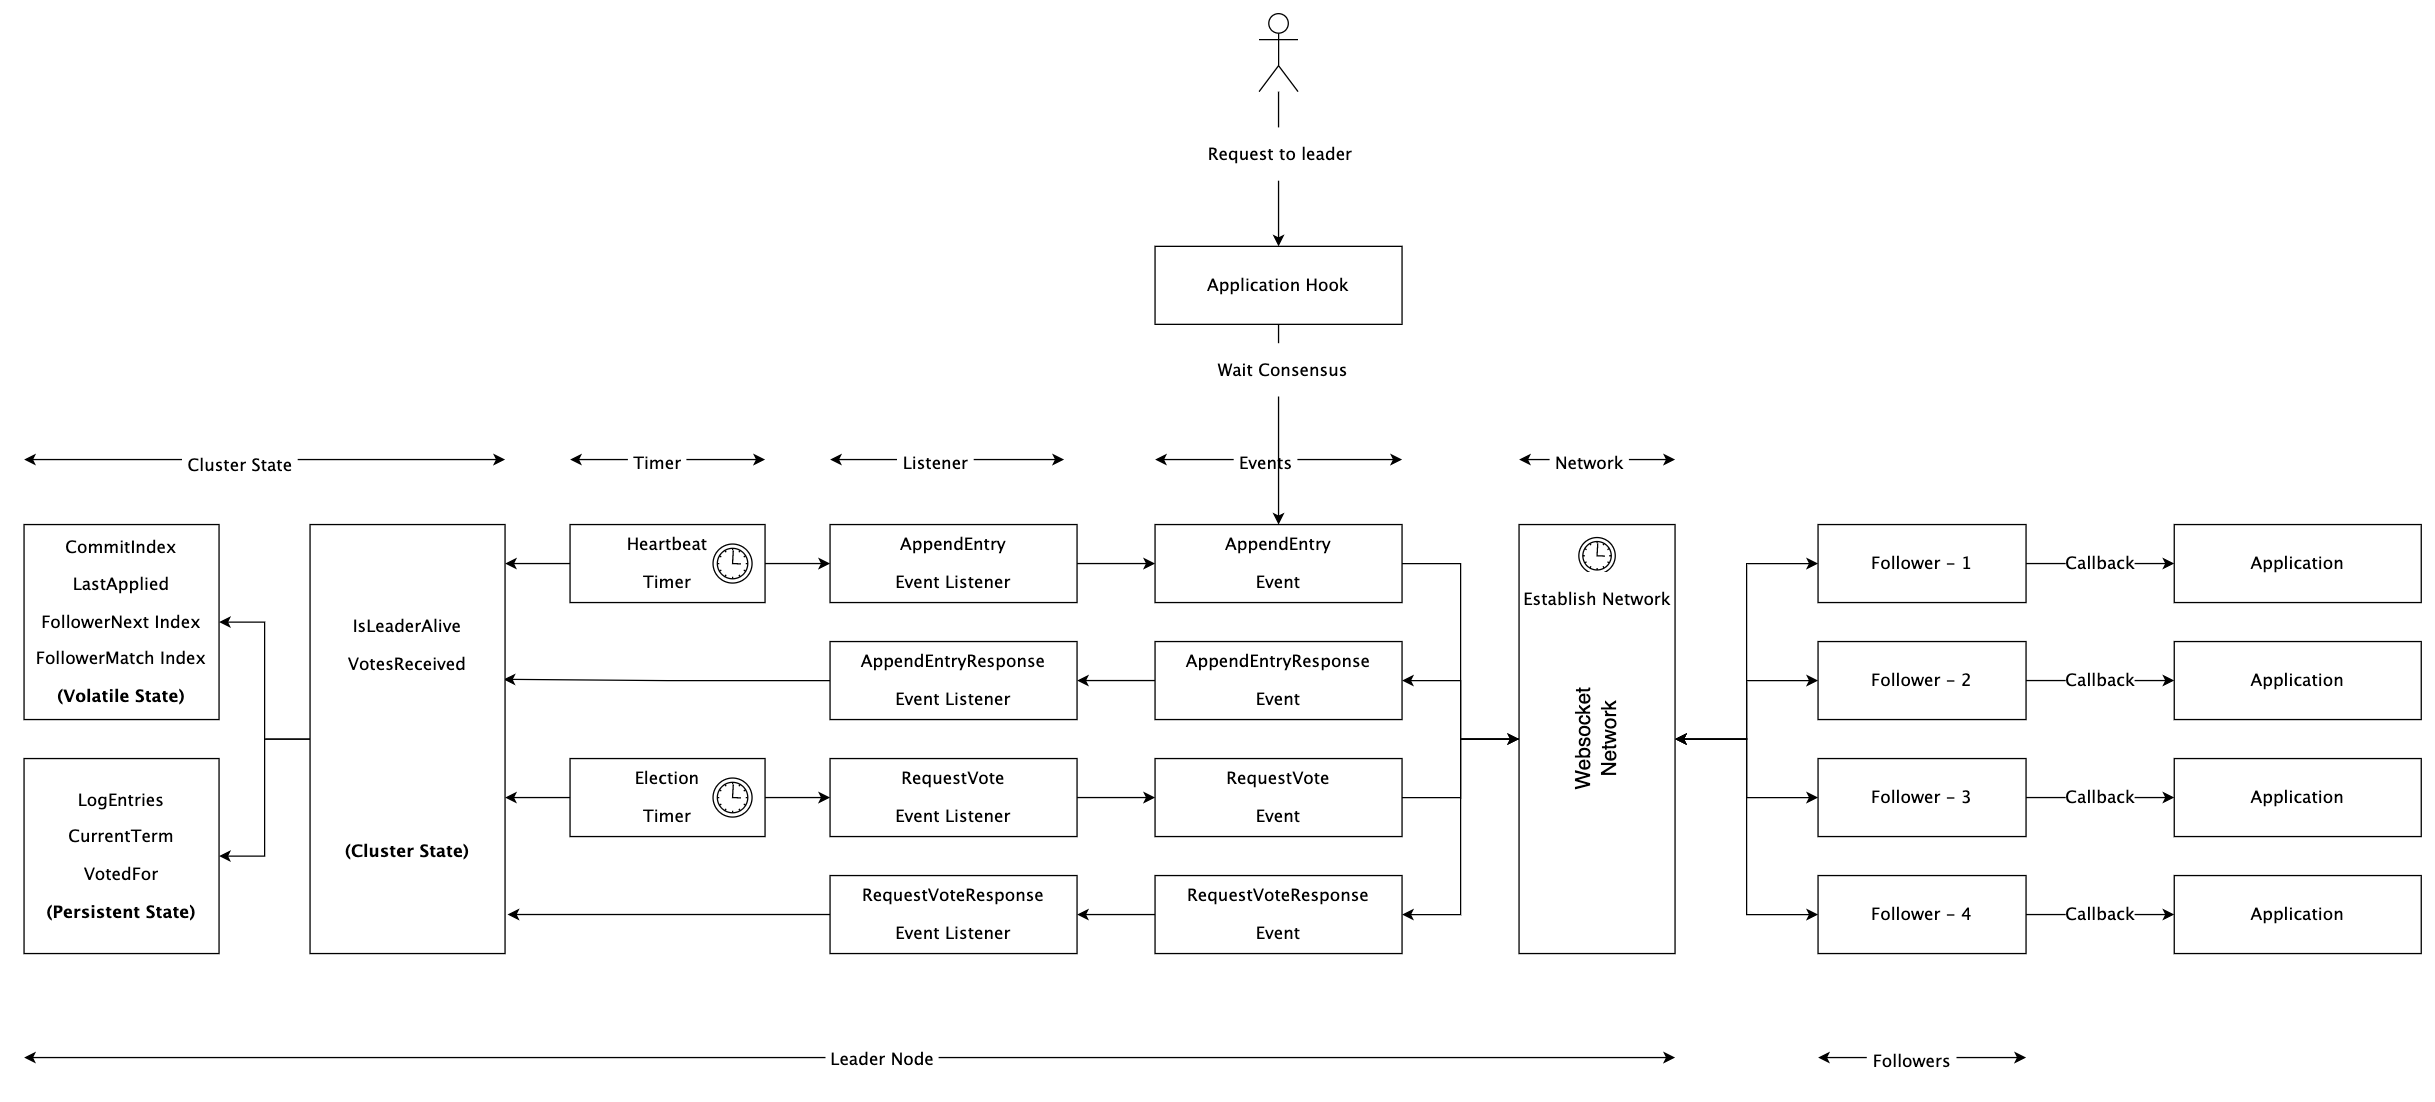 Request to leader
Application Hook
Wait Consensus
Cluster State
Timer
Listener
Events
Network
CommitIndex
LastApplied
FollowerNext Index
FollowerMatch Index
(Volatile State)
LogEntries
CurrentTerm
VotedFor
(Persistent State)
IsLeaderAlive
VotesReceived
(Cluster State)
Heartbeat
Timer
Election
Timer
AppendEntry
Event Listener
AppendEntryResponse
Event Listener
RequestVote
Event Listener
RequestVoteResponse
Event Listener
AppendEntry
Event
AppendEntryResponse
Event
RequestVote
Event
RequestVoteResponse
Event
Establish Network
Websocket
Network
Follower - 1
Callback
Application
Follower - 2
Callback
Application
Follower - 3
Callback
Application
Follower - 4
Callback
Application
Leader Node
Followers